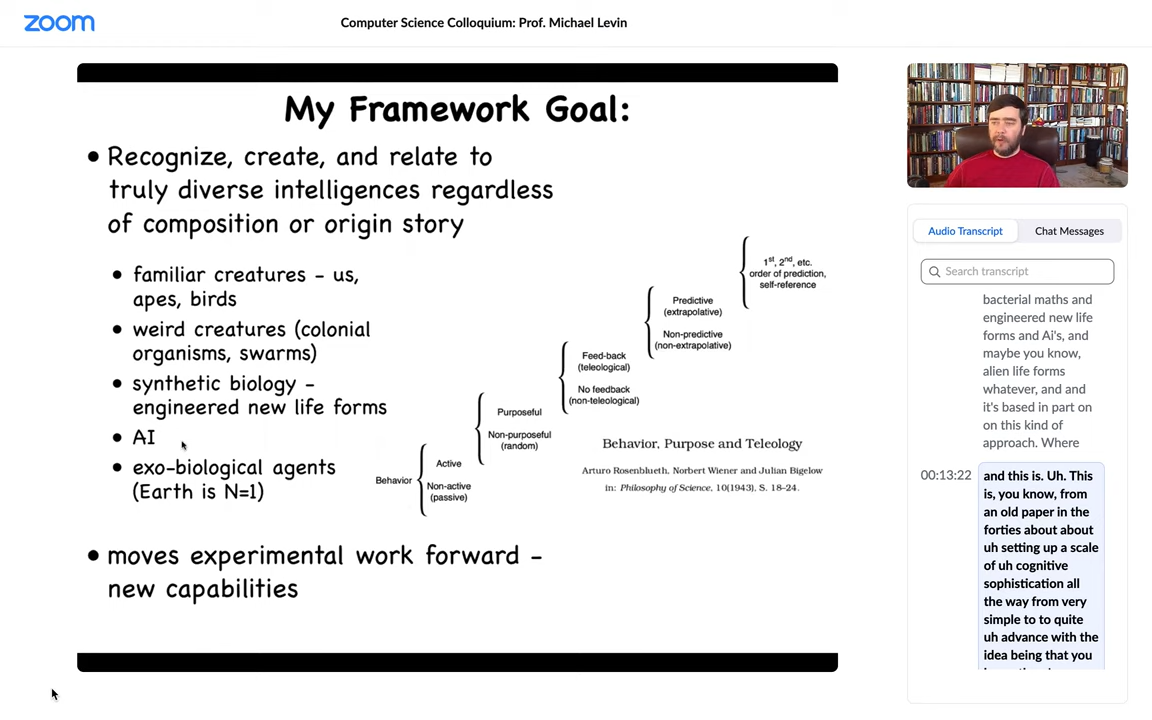 zoom
Computer Science Colloquium: Prof. Michael Levin
My Framework Goal:
• Recognize, create, and relate to
truly diverse intelligences regardless
of composition or origin story
• familiar creatures – us,
apes, birds
• weird creatures (colonial
organisms, swarms)
• synthetic biology –
engineered new life forms
• AI
• exo-biological agents
(Earth is N=1)
• moves experimental work forward –
new capabilities
Behavior
Active
Non-active
(passive)
Purposeful
Non-purposeful
(random)
Feed-back
(teleological)
No feedback
(non-teleological)
Predictive
(extrapolative)
Non-predictive
(non-extrapolative)
1st, 2nd, etc.
order of prediction,
self-reference
Behavior, Purpose and Teleology
Arturo Rosenblueth, Norbert Wiener and Julian Bigelow
in: Philosophy of Science, 10(1943), S. 18–24.
Audio Transcript
Chat Messages
Search transcript
bacterial maths and
engineered new life
forms and Ai's, and
maybe you know,
alien life forms
whatever, and and
it's based in part on
on this kind of
approach. Where
00:13:22
and this is. Uh. This
is, you know, from
an old paper in the
forties about about
uh setting up a scale
of uh cognitive
sophistication all
the way from very
simple to to quite
uh advance with the
idea being that you